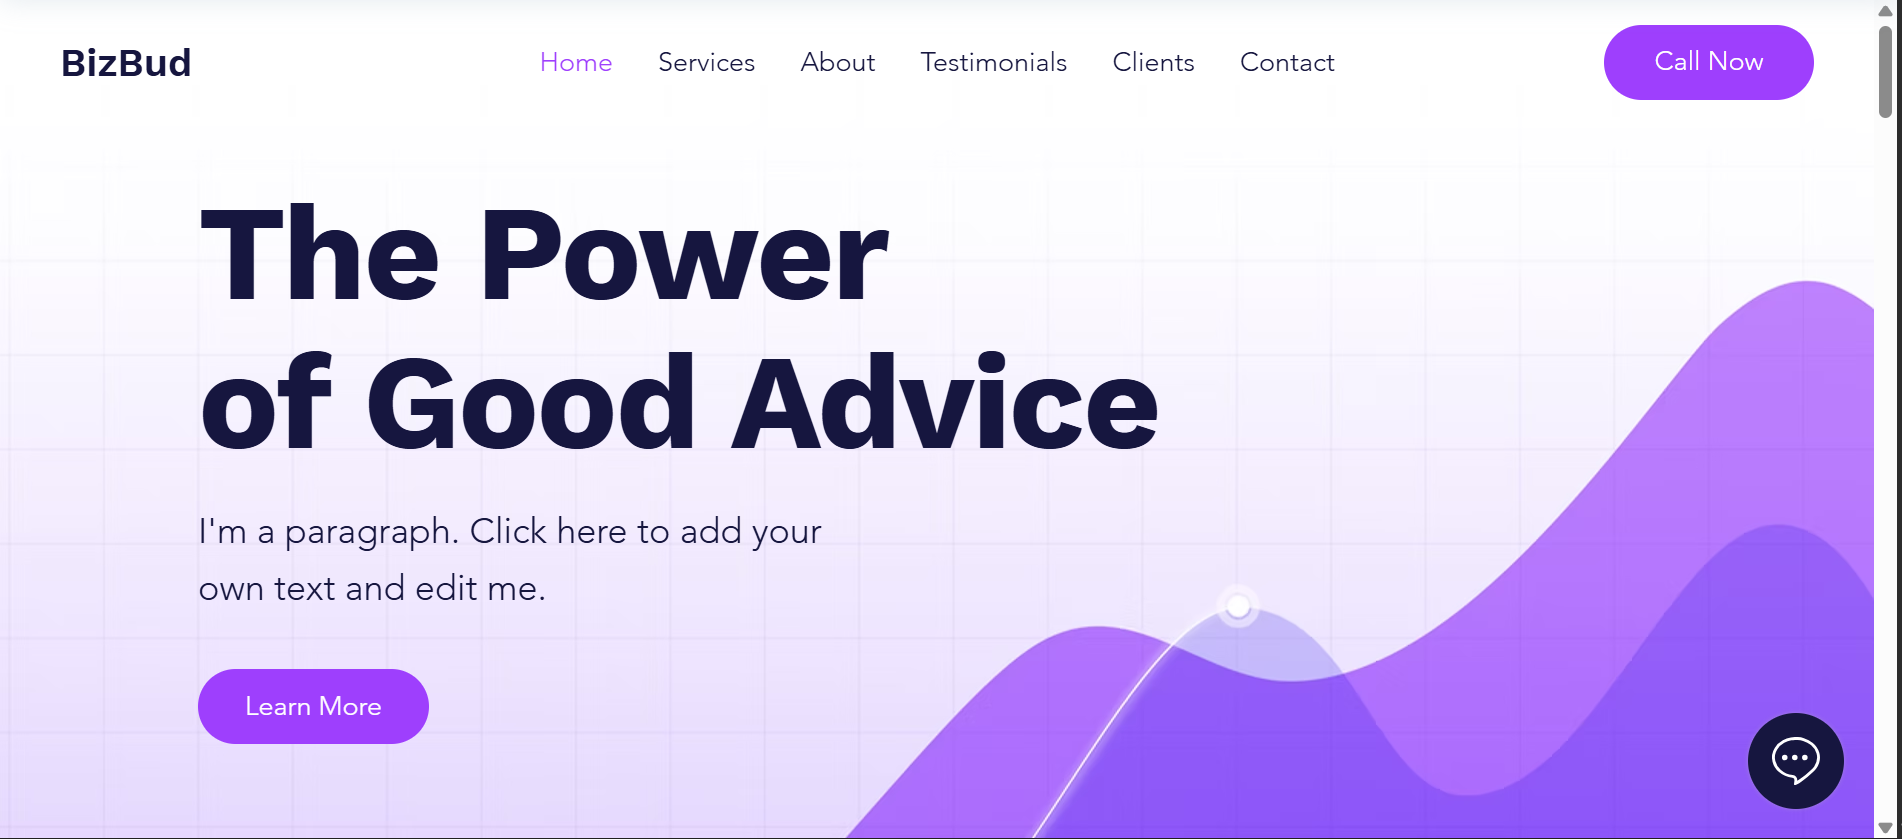 BizBud
Home Services About Testimonials Clients Contact
Call Now
The Power
of Good Advice
I'm a paragraph. Click here to add your
own text and edit me.
Learn More